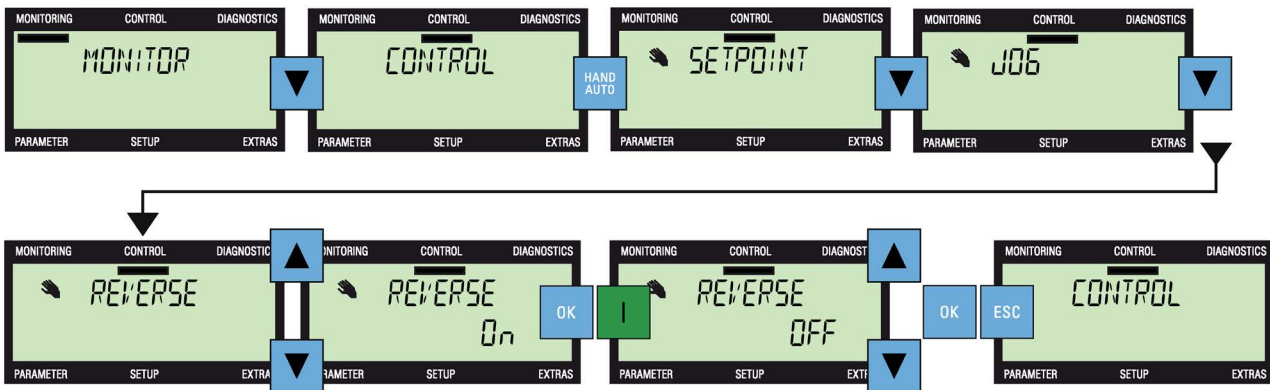 MONITORING CONTROL DIAGNOSTICS
MONITOR
PARAMETER SETUP EXTRAS
MONITORING CONTROL DIAGNOSTICS
CONTROL
PARAMETER SETUP EXTRAS
HAND
AUTO
MONITORING CONTROL DIAGNOSTICS
SETPOINT
PARAMETER SETUP EXTRAS
MONITORING CONTROL DIAGNOSTICS
JOG
PARAMETER SETUP EXTRAS
MONITORING CONTROL DIAGNOSTIC
REVERSE
PARAMETER SETUP EXTRA
ONITORING CONTROL DIAGNOSTICS
REVERSE
On
RAMETER SETUP EXTRAS
OK
I
MONITORING CONTROL DIAGNOST
REVERSE
OFF
PARAMETER SETUP EXT
OK
ESC
MONITORING CONTROL DIAGNOSTICS
CONTROL
PARAMETER SETUP EXTRAS